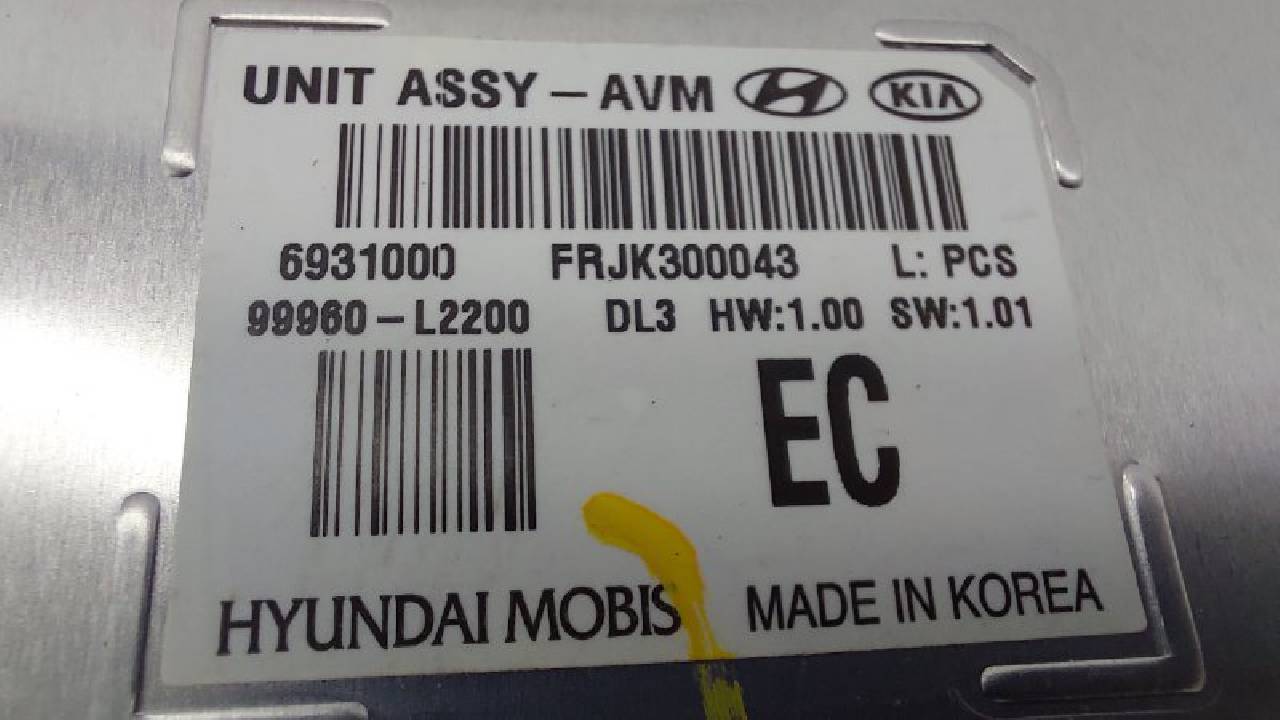 UNIT ASSY-AVM KIA
6931000 FRJK300043 L: PCS
99960-L2200 DL3 HW:1.00 SW:1.01
EC
HYUNDAI MOBIS MADE IN KOREA